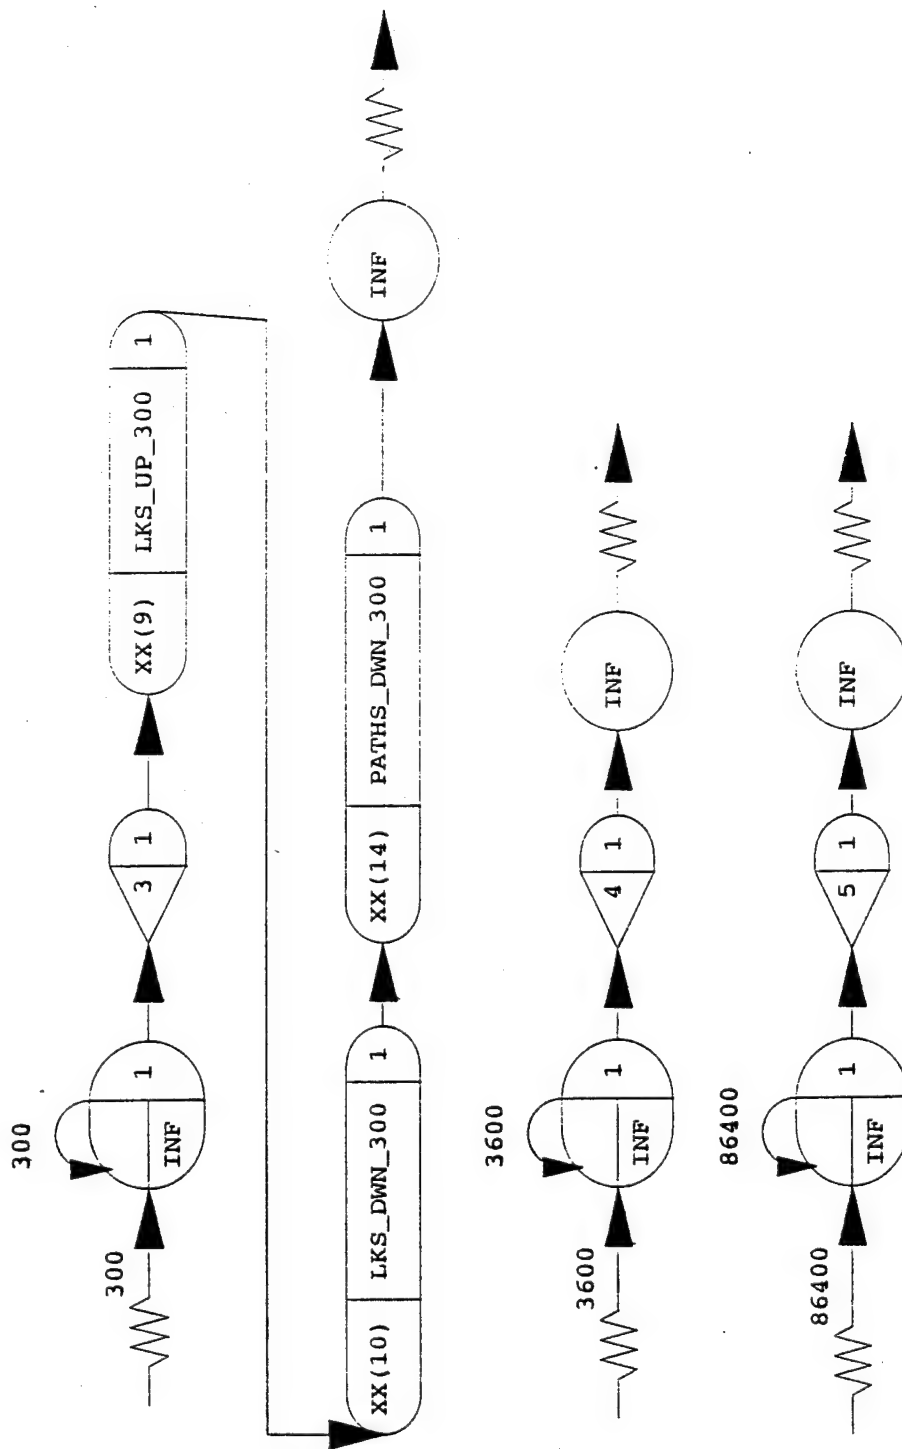 300
300
INF
1
3
1
XX(9)
LKS_UP_300
1
XX(10)
LKS_DWN_300
1
XX(14)
PATHS_DWN_300
1
INF
3600
3600
INF
1
4
1
INF
86400
86400
INF
1
5
1
INF